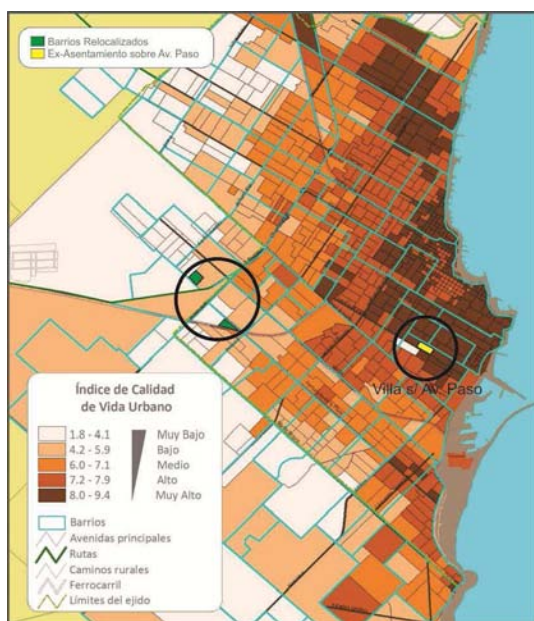 Barrios Relocalizados
Ex-Asentamiento sobre Av. Paso
Villa s/ Av. Paso
Índice de Calidad
de Vida Urbano
1.8 - 4.1 Muy Bajo
4.2 - 5.9 Bajo
6.0 - 7.1 Medio
7.2 - 7.9 Alto
8.0 - 9.4 Muy Alto
Barrios
Avenidas principales
Rutas
Caminos rurales
Ferrocarril
Límites del ejido